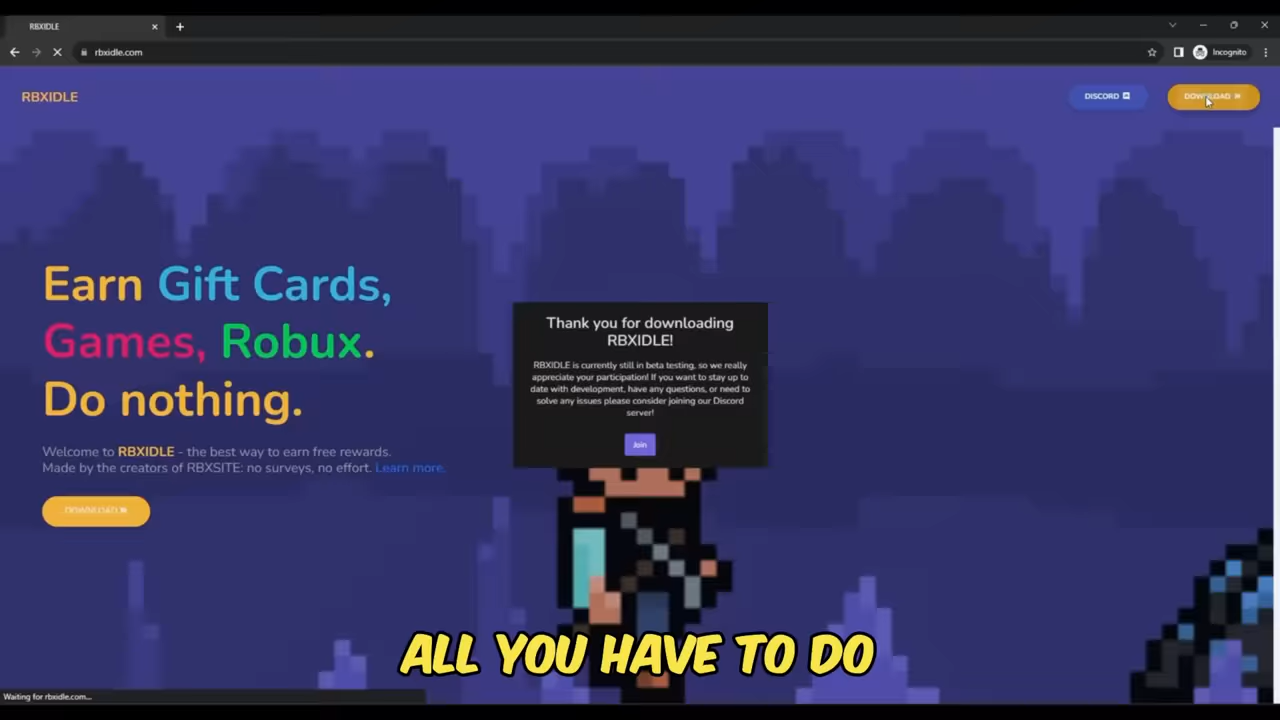 RBXIDLE
rbxidle.com
Incognito
RBXIDLE
DISCORD
DOWNLOAD
Earn Gift Cards,
Games, Robux.
Do nothing.
Welcome to RBXIDLE - the best way to earn free rewards.
Made by the creators of RBXSITE: no surveys, no effort. Learn more.
DOWNLOAD
Thank you for downloading
RBXIDLE!
RBXIDLE is currently still in beta testing, so we really
appreciate your participation! If you want to stay up to
date with development, have any questions, or need to
solve any issues please consider joining our Discord
server!
Join
ALL YOU HAVE TO DO
Waiting for rbxidle.com...